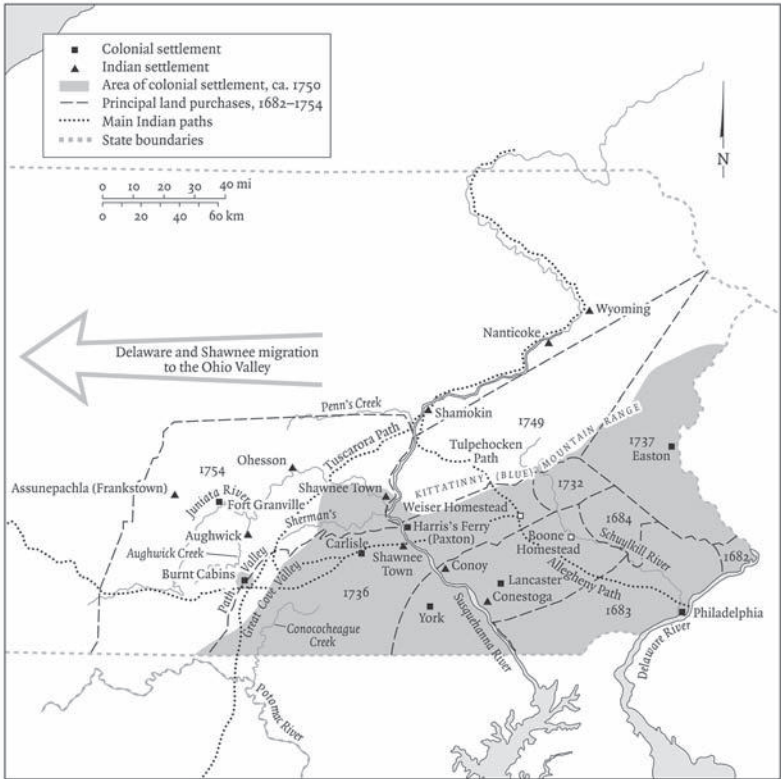 Colonial settlement
Indian settlement
Area of colonial settlement, ca. 1750
Principal land purchases, 1682–1754
Main Indian paths
State boundaries
N
0 10 20 30 40 mi
0 20 40 60 km
Wyoming
Nanticoke
Delaware and Shawnee migration
to the Ohio Valley
Penn's Creek
Shamokin
Tuscarora Path
1749
Tulpehocken
Path
KITTATINNY (BLUE) MOUNTAIN RANGE
1737
Easton
Ohesson
1754
Assunepachla (Frankstown)
Juniata River
Fort Granville
Shawnee Town
Weiser Homestead
1732
Sherman's
Harris's Ferry
(Paxton)
1684
Aughwick
Boone
Homestead
Schuylkill River
Carlisle
Shawnee
Town
1682
Aughwick Creek
Path Valley
Great Cove Valley
Burnt Cabins
Conoy
Allegheny Path
1736
Lancaster
Conestoga
1683
York
Philadelphia
Susquehanna River
Delaware River
Conococheague
Creek
Potomac River